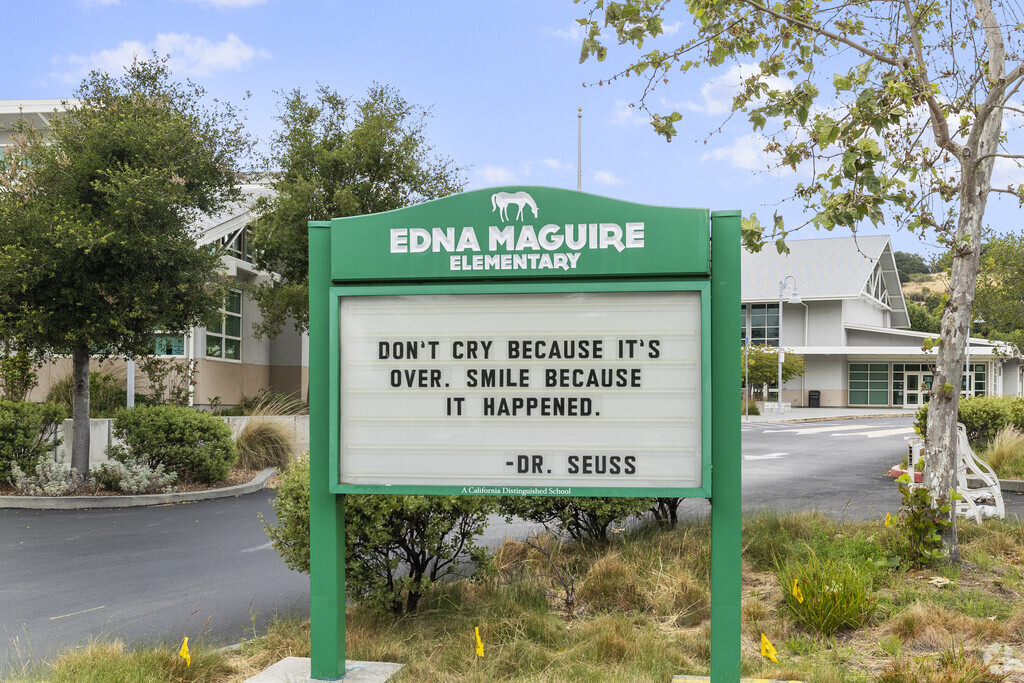 EDNA MAGUIRE
ELEMENTARY
DON'T CRY BECAUSE IT'S
OVER. SMILE BECAUSE
IT HAPPENED.
-DR. SEUSS
A California Distinguished School